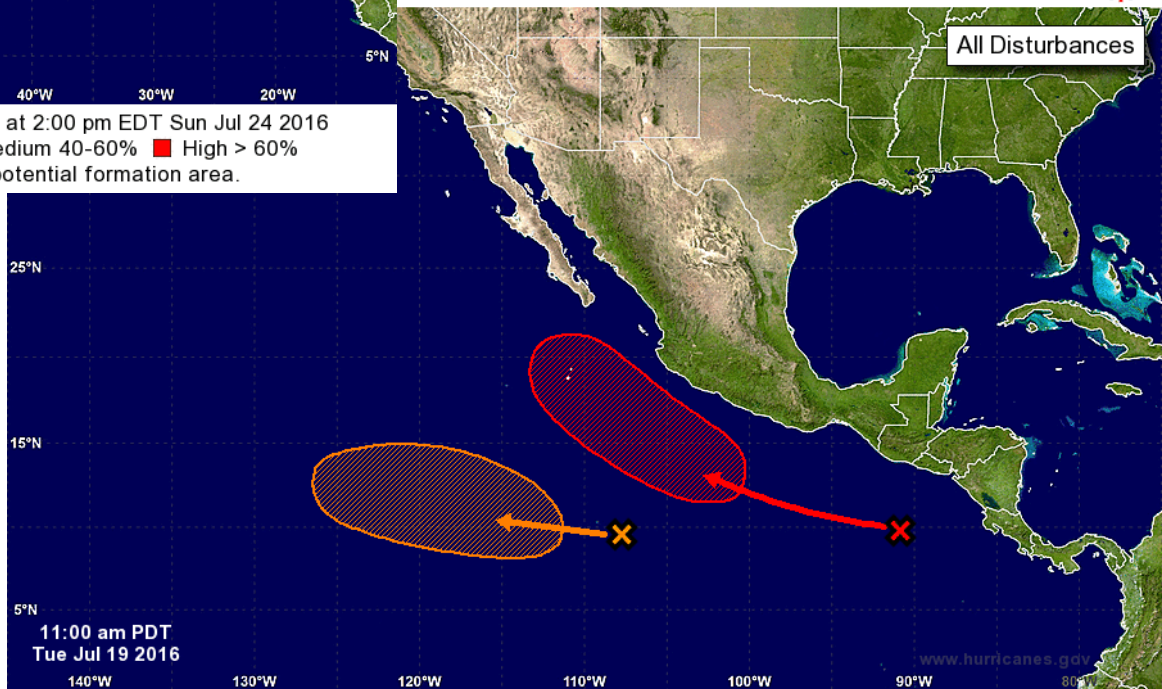 All Disturbances
5°N
40°W 30°W 20°W
at 2:00 pm EDT Sun Jul 24 2016
edium 40-60% High > 60%
potential formation area.
25°N
15°N
5°N
11:00 am PDT
Tue Jul 19 2016
www.hurricanes.gov
140°W 130°W 120°W 110°W 100°W 90°W 80°W